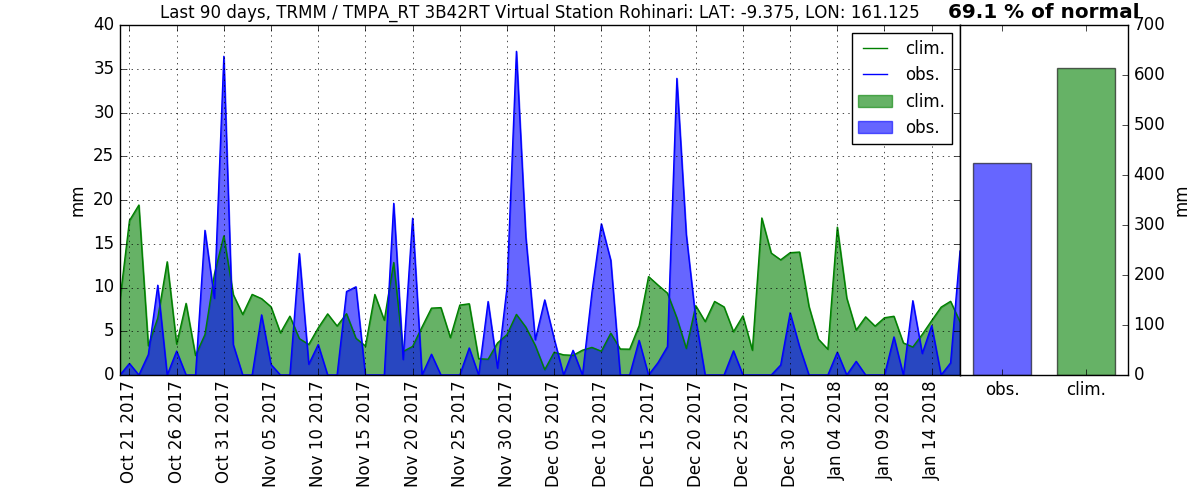 Last 90 days, TRMM / TMPA_RT 3B42RT Virtual Station Rohinari: LAT: -9.375, LON: 161.125
69.1 % of normal
40
35
30
25
20
15
10
5
0
mm
clim.
obs.
clim.
obs.
700
600
500
400
300
200
100
0
mm
Oct 21 2017
Oct 26 2017
Oct 31 2017
Nov 05 2017
Nov 10 2017
Nov 15 2017
Nov 20 2017
Nov 25 2017
Nov 30 2017
Dec 05 2017
Dec 10 2017
Dec 15 2017
Dec 20 2017
Dec 25 2017
Dec 30 2017
Jan 04 2018
Jan 09 2018
Jan 14 2018
obs.
clim.